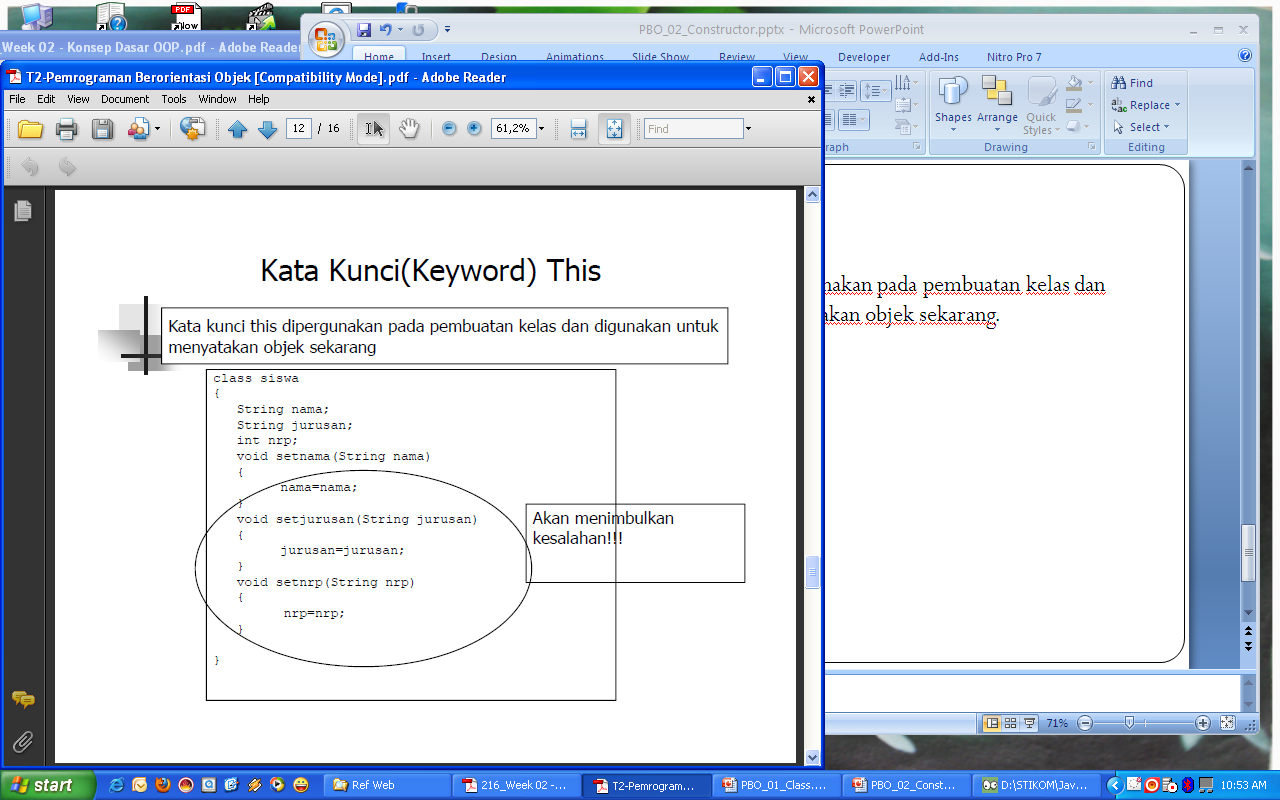 PDF
low
_Week 02 - Konsep Dasar OOP.pdf - Adobe Reader
PBO_02_Constructor.pptx - Microsoft PowerPoint
Home Insert Design Animations Slide Show Review View Developer Add-Ins Nitro Pro 7
T2-Pemrograman Berorientasi Objek [Compatibility Mode].pdf - Adobe Reader
File Edit View Document Tools Window Help
12 / 16 61,2% Find
Shapes Arrange Quick Styles
Find
Replace
Select
raph Drawing Editing
Kata Kunci(Keyword) This
Kata kunci this dipergunakan pada pembuatan kelas dan digunakan untuk
menyatakan objek sekarang
class siswa
{
String nama;
String jurusan;
int nrp;
void setnama(String nama)
{
nama=nama;
}
void setjurusan(String jurusan)
{
jurusan=jurusan;
}
void setnrp(String nrp)
{
nrp=nrp;
}
}
Akan menimbulkan
kesalahan!!!
nakan pada pembuatan kelas dan
akan objek sekarang.
71%
start Ref Web 216_Week 02 -... T2-Pemrogram... PBO_01_Class.... PBO_02_Const... D:\STIKOM\Jav... 10:53 AM